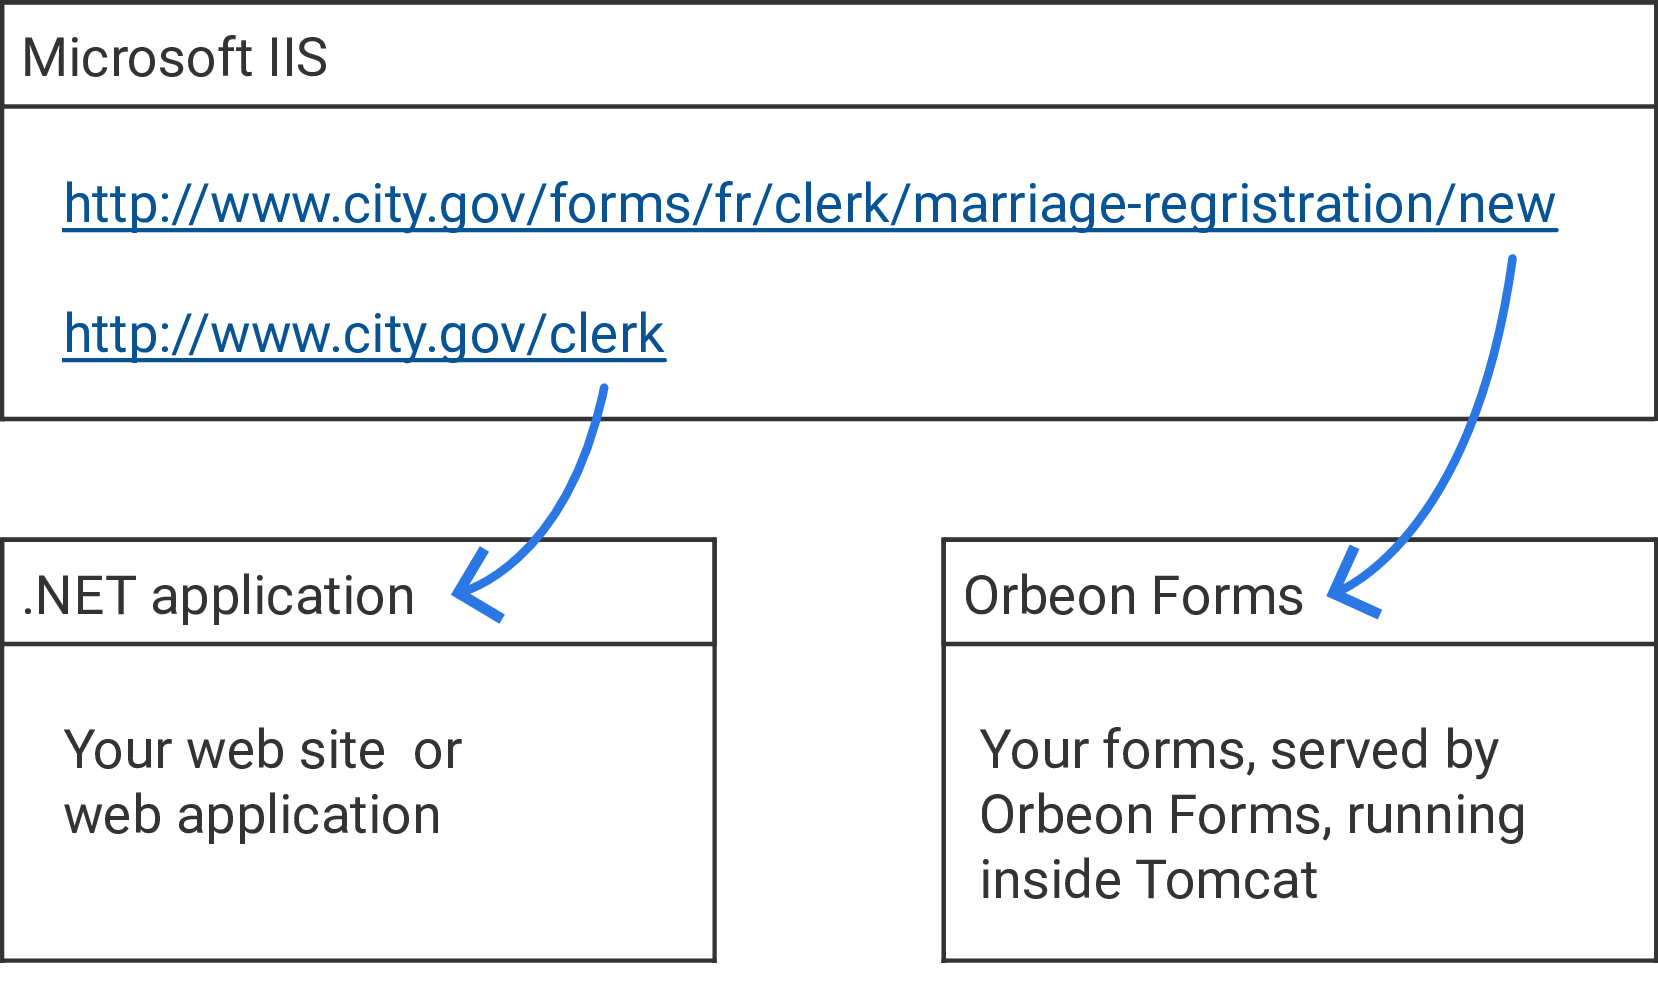 Microsoft IIS
http://www.city.gov/forms/fr/clerk/marriage-regristration/new
http://www.city.gov/clerk
.NET application
Your web site  or
web application
Orbeon Forms
Your forms, served by
Orbeon Forms, running
inside Tomcat